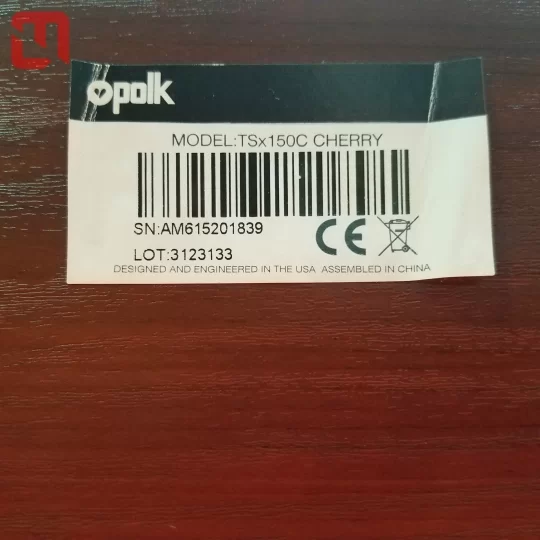 polk
MODEL:TSx150C CHERRY
SN:AM615201839
CE
LOT:3123133
DESIGNED AND ENGINEERED IN THE USA ASSEMBLED IN CHINA